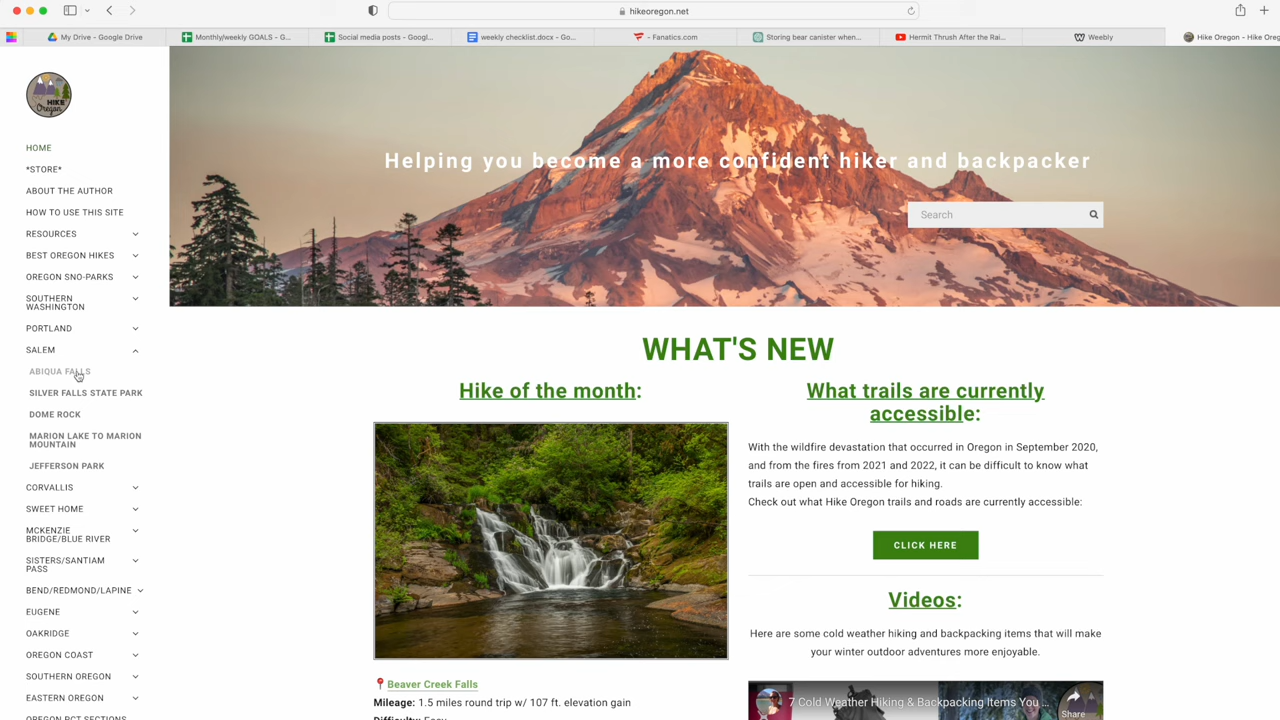 hikeoregon.net
My Drive - Google Drive
Monthly/weekly GOALS - G...
Social media posts - Googl...
weekly checklist.docx - Go...
- Fanatics.com
Storing bear canister when...
Hermit Thrush After the Rai...
Weebly
Hike Oregon - Hike Oreg
HIKE
Oregon
HOME
*STORE*
ABOUT THE AUTHOR
HOW TO USE THIS SITE
RESOURCES
BEST OREGON HIKES
OREGON SNO-PARKS
SOUTHERN
WASHINGTON
PORTLAND
SALEM
ABIQUA FALLS
SILVER FALLS STATE PARK
DOME ROCK
MARION LAKE TO MARION
MOUNTAIN
JEFFERSON PARK
CORVALLIS
SWEET HOME
MCKENZIE
BRIDGE/BLUE RIVER
SISTERS/SANTIAM
PASS
BEND/REDMOND/LAPINE
EUGENE
OAKRIDGE
OREGON COAST
SOUTHERN OREGON
EASTERN OREGON
OREGON PCT SECTIONS
Helping you become a more confident hiker and backpacker
Search
WHAT'S NEW
Hike of the month:
Beaver Creek Falls
Mileage: 1.5 miles round trip w/ 107 ft. elevation gain
Difficulty: Easy
What trails are currently
accessible:
With the wildfire devastation that occurred in Oregon in September 2020,
and from the fires from 2021 and 2022, it can be difficult to know what
trails are open and accessible for hiking.
Check out what Hike Oregon trails and roads are currently accessible:
CLICK HERE
Videos:
Here are some cold weather hiking and backpacking items that will make
your winter outdoor adventures more enjoyable.
7 Cold Weather Hiking & Backpacking Items You ...
Share